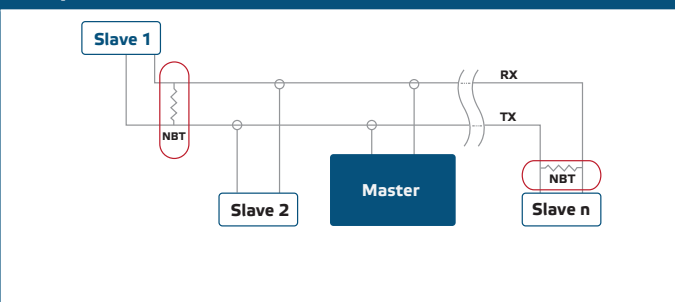 Slave 1
RX
TX
NBT
NBT
Master
Slave 2
Slave n